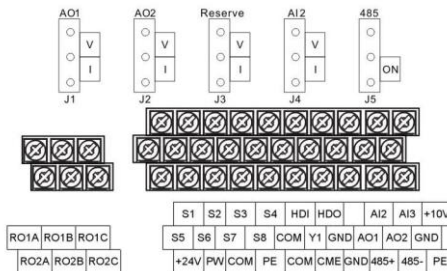 AO1 AO2 Reserve AI2 485
V V V V
I I I I ON
J1 J2 J3 J4 J5
S1 S2 S3 S4 HDI HDO AI2 AI3 +10V
RO1A RO1B RO1C S5 S6 S7 S8 COM Y1 GND AO1 AO2 GND
RO2A RO2B RO2C +24V PW COM PE COM CME GND 485+ 485- PE